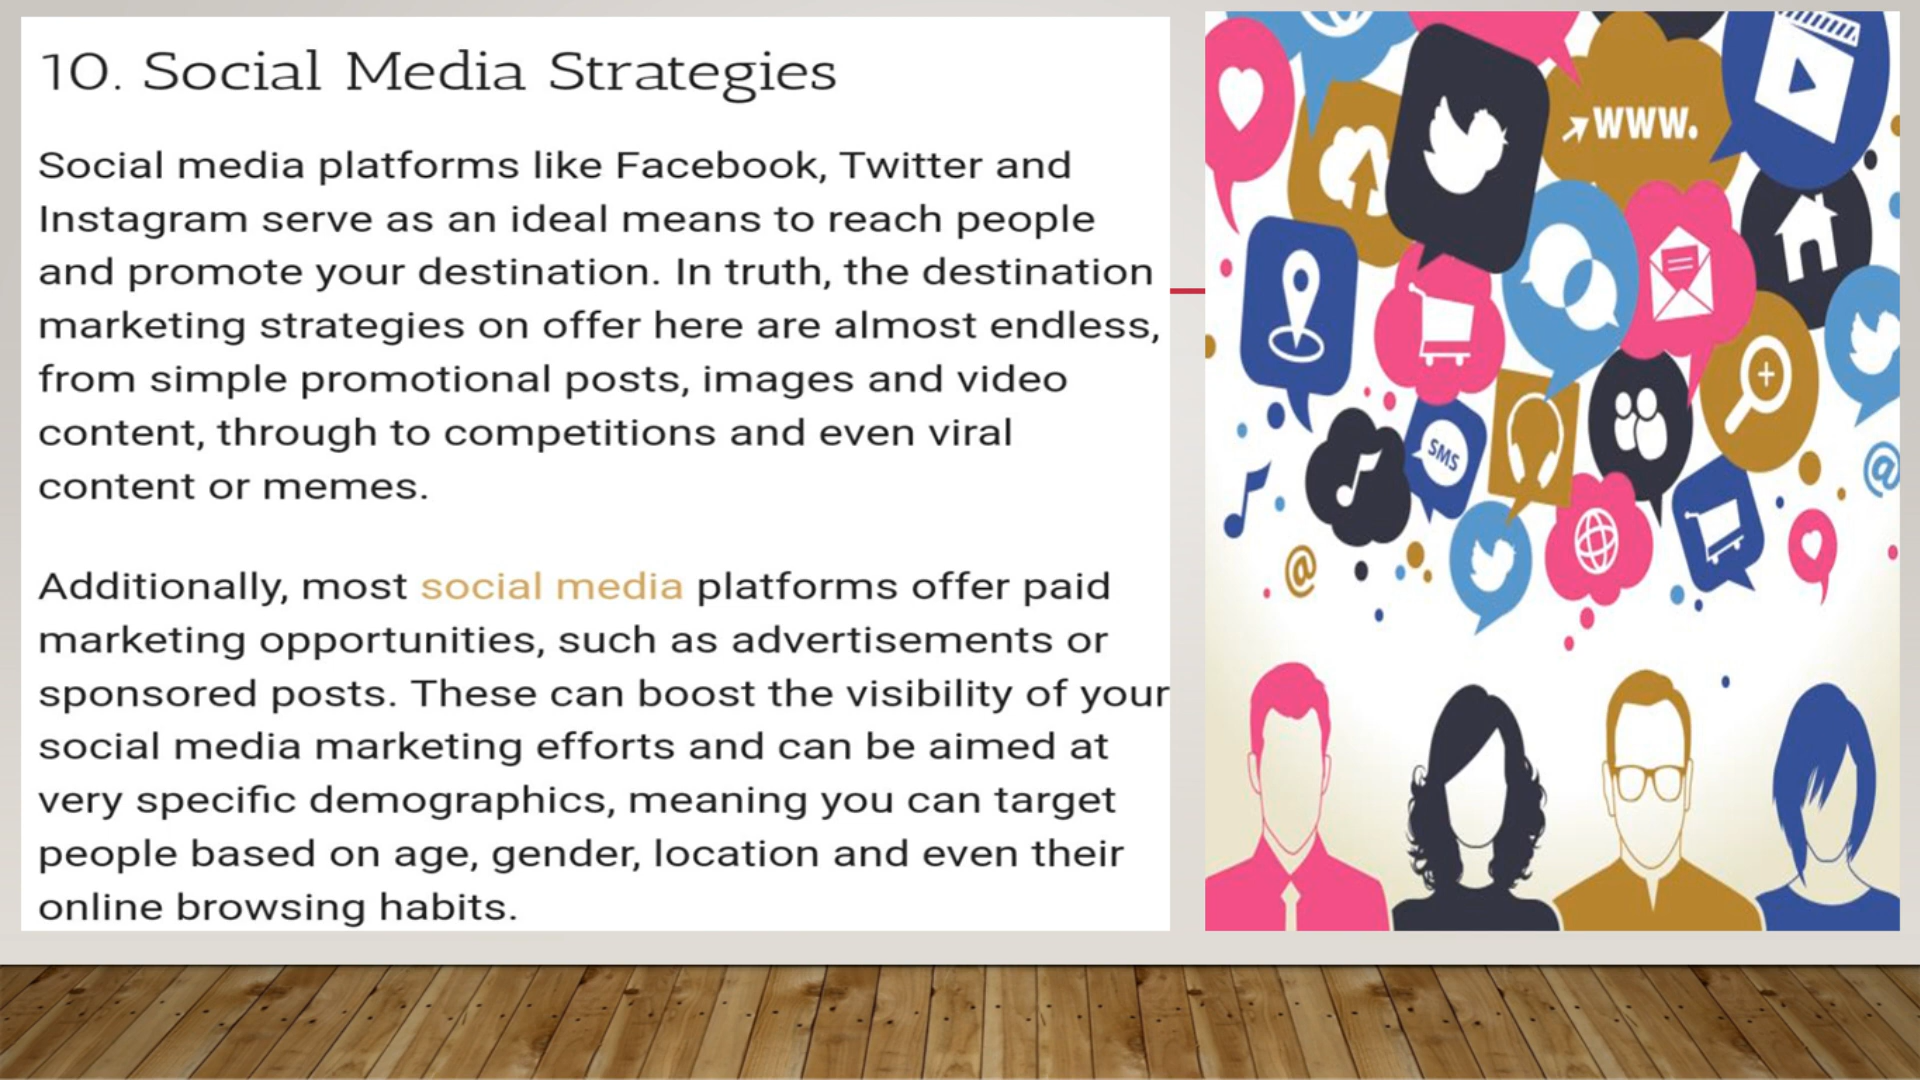 10. Social Media Strategies
Social media platforms like Facebook, Twitter and
Instagram serve as an ideal means to reach people
and promote your destination. In truth, the destination
marketing strategies on offer here are almost endless,
from simple promotional posts, images and video
content, through to competitions and even viral
content or memes.
Additionally, most social media platforms offer paid
marketing opportunities, such as advertisements or
sponsored posts. These can boost the visibility of your
social media marketing efforts and can be aimed at
very specific demographics, meaning you can target
people based on age, gender, location and even their
online browsing habits.
www.
SMS
@
@